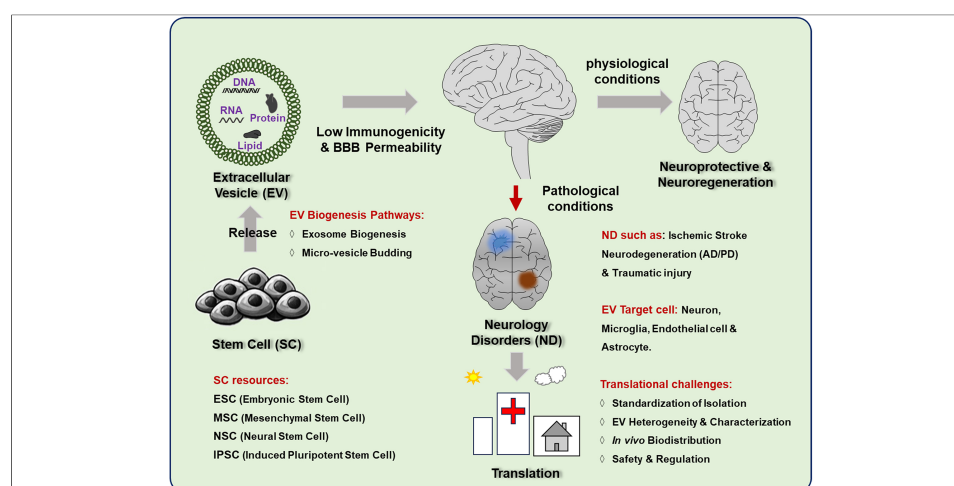 DNA
RNA
Protein
Lipid
Extracellular
Vesicle (EV)
Low Immunogenicity
& BBB Permeability
physiological
conditions
Neuroprotective &
Neuroregeneration
Pathological
conditions
Release
EV Biogenesis Pathways:
◊ Exosome Biogenesis
◊ Micro-vesicle Budding
Stem Cell (SC)
SC resources:
ESC (Embryonic Stem Cell)
MSC (Mesenchymal Stem Cell)
NSC (Neural Stem Cell)
IPSC (Induced Pluripotent Stem Cell)
Neurology
Disorders (ND)
Translation
ND such as: Ischemic Stroke
Neurodegeneration (AD/PD)
& Traumatic injury
EV Target cell: Neuron,
Microglia, Endothelial cell &
Astrocyte.
Translational challenges:
◊ Standardization of Isolation
◊ EV Heterogeneity & Characterization
◊ In vivo Biodistribution
◊ Safety & Regulation